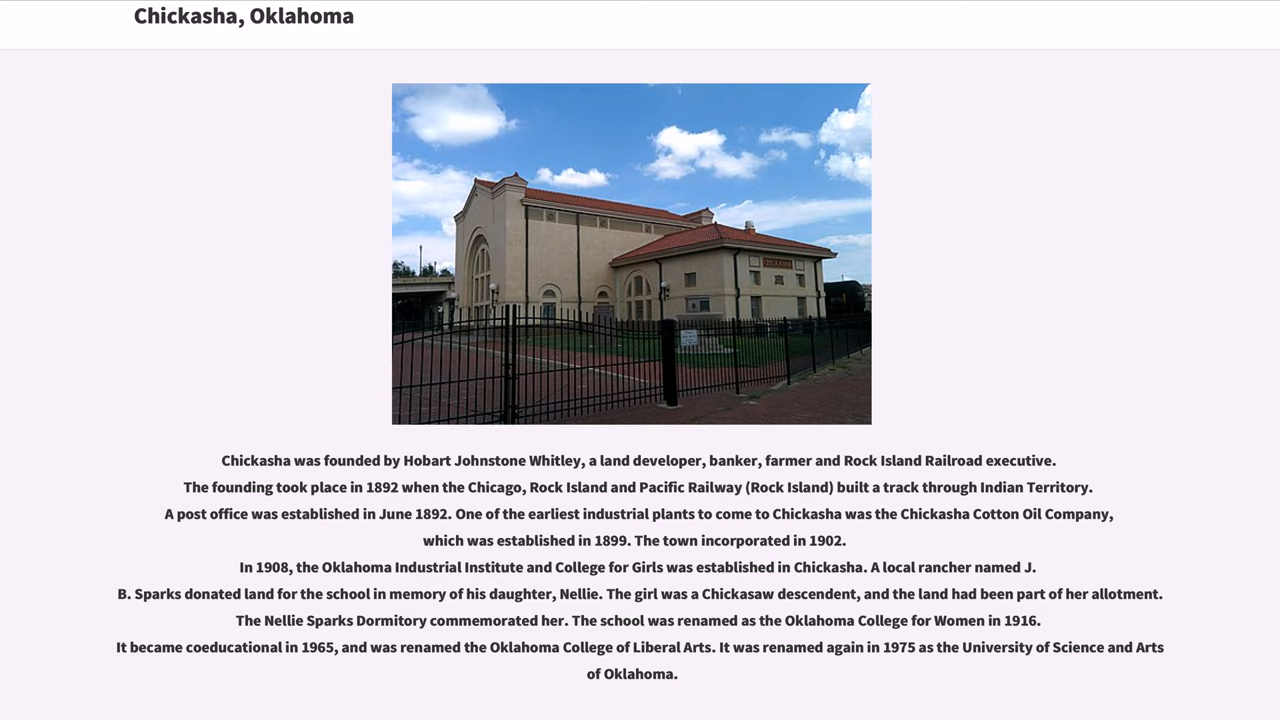 Chickasha, Oklahoma
CHICKASHA
Chickasha was founded by Hobart Johnstone Whitley, a land developer, banker, farmer and Rock Island Railroad executive.
The founding took place in 1892 when the Chicago, Rock Island and Pacific Railway (Rock Island) built a track through Indian Territory.
A post office was established in June 1892. One of the earliest industrial plants to come to Chickasha was the Chickasha Cotton Oil Company,
which was established in 1899. The town incorporated in 1902.
In 1908, the Oklahoma Industrial Institute and College for Girls was established in Chickasha. A local rancher named J.
B. Sparks donated land for the school in memory of his daughter, Nellie. The girl was a Chickasaw descendent, and the land had been part of her allotment.
The Nellie Sparks Dormitory commemorated her. The school was renamed as the Oklahoma College for Women in 1916.
It became coeducational in 1965, and was renamed the Oklahoma College of Liberal Arts. It was renamed again in 1975 as the University of Science and Arts
of Oklahoma.